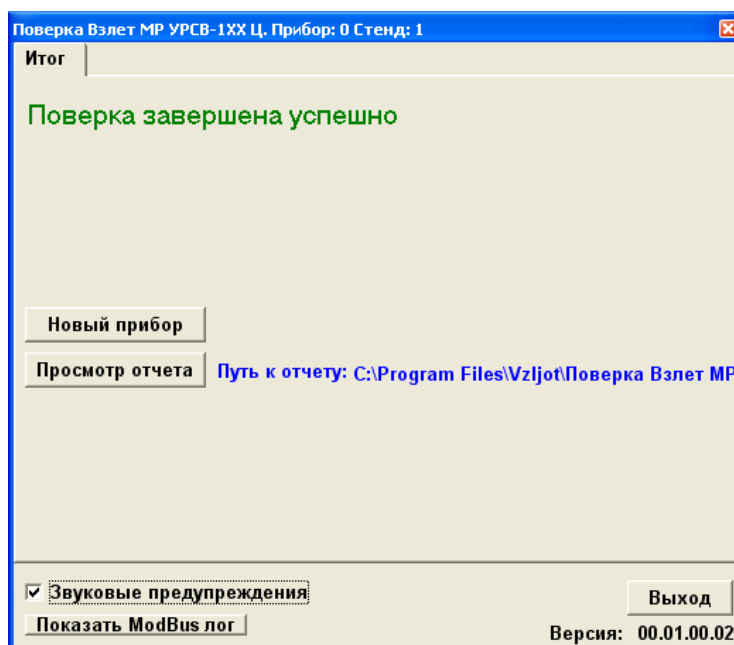 Поверка Взлет МР УРСВ-1ХХ Ц. Прибор: 0 Стенд: 1
Итог
Поверка завершена успешно
Новый прибор
Просмотр отчета Путь к отчету: C:\Program Files\Vzljot\Поверка Взлет МР
Звуковые предупреждения
Выход
Показать ModBus лог
Версия: 00.01.00.02